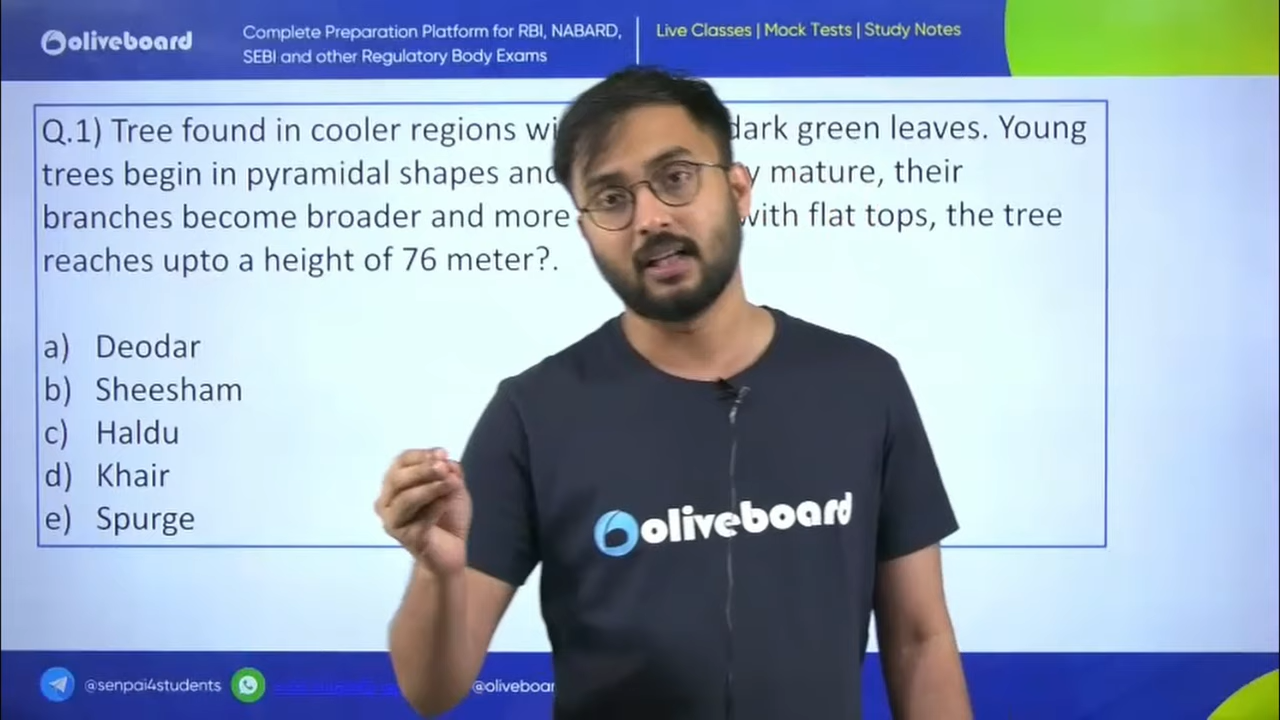 oliveboard
Complete Preparation Platform for RBI, NABARD,
SEBI and other Regulatory Body Exams
Live Classes | Mock Tests | Study Notes
Q.1) Tree found in cooler regions dark green leaves. Young
trees begin in pyramidal shapes mature, their
branches become broader and more with flat tops, the tree
reaches upto a height of 76 meter?.
a) Deodar
b) Sheesham
c) Haldu
d) Khair
e) Spurge
oliveboard
@senpai4students